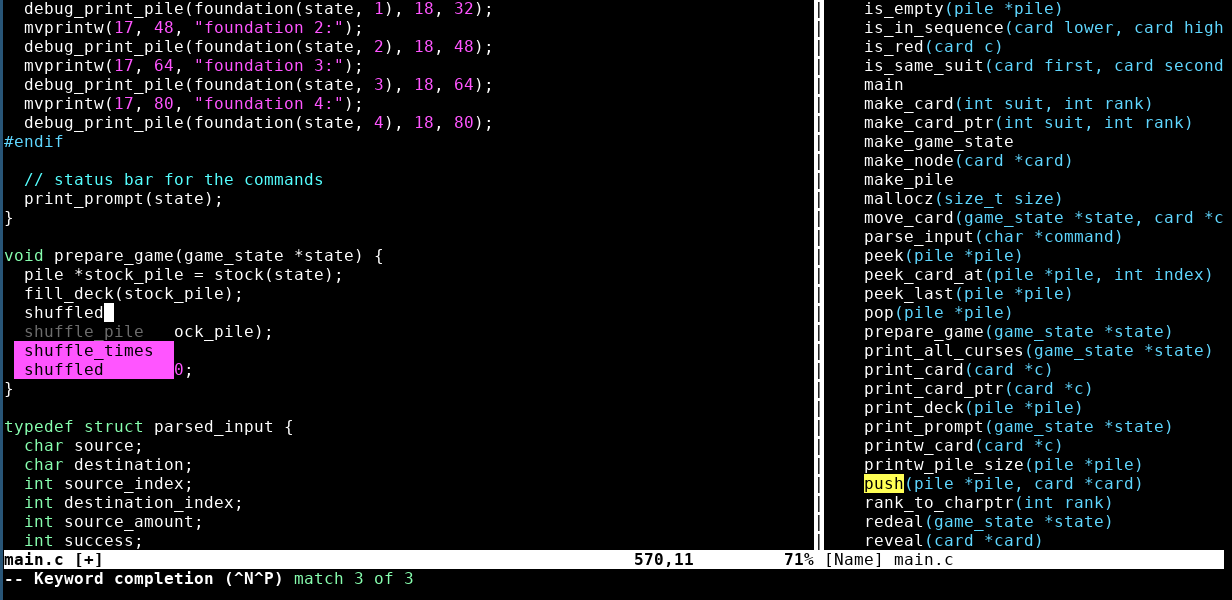 debug_print_pile(foundation(state, 1), 18, 32);
  mvprintw(17, 48, "foundation 2:");
  debug_print_pile(foundation(state, 2), 18, 48);
  mvprintw(17, 64, "foundation 3:");
  debug_print_pile(foundation(state, 3), 18, 64);
  mvprintw(17, 80, "foundation 4:");
  debug_print_pile(foundation(state, 4), 18, 80);
#endif
  // status bar for the commands
  print_prompt(state);
}
void prepare_game(game_state *state) {
  pile *stock_pile = stock(state);
  fill_deck(stock_pile);
  shuffled
  shuffle_pile   ock_pile);
  shuffle_times
  shuffled       0;
}
typedef struct parsed_input {
  char source;
  char destination;
  int source_index;
  int destination_index;
  int source_amount;
  int success;
main.c [+] 570,11 71%
-- Keyword completion (^N^P) match 3 of 3
is_empty(pile *pile)
is_in_sequence(card lower, card high
is_red(card c)
is_same_suit(card first, card second
main
make_card(int suit, int rank)
make_card_ptr(int suit, int rank)
make_game_state
make_node(card *card)
make_pile
mallocz(size_t size)
move_card(game_state *state, card *c
parse_input(char *command)
peek(pile *pile)
peek_card_at(pile *pile, int index)
peek_last(pile *pile)
pop(pile *pile)
prepare_game(game_state *state)
print_all_curses(game_state *state)
print_card(card *c)
print_card_ptr(card *c)
print_deck(pile *pile)
print_prompt(game_state *state)
printw_card(card *c)
printw_pile_size(pile *pile)
push(pile *pile, card *card)
rank_to_charptr(int rank)
redeal(game_state *state)
reveal(card *card)
[Name] main.c